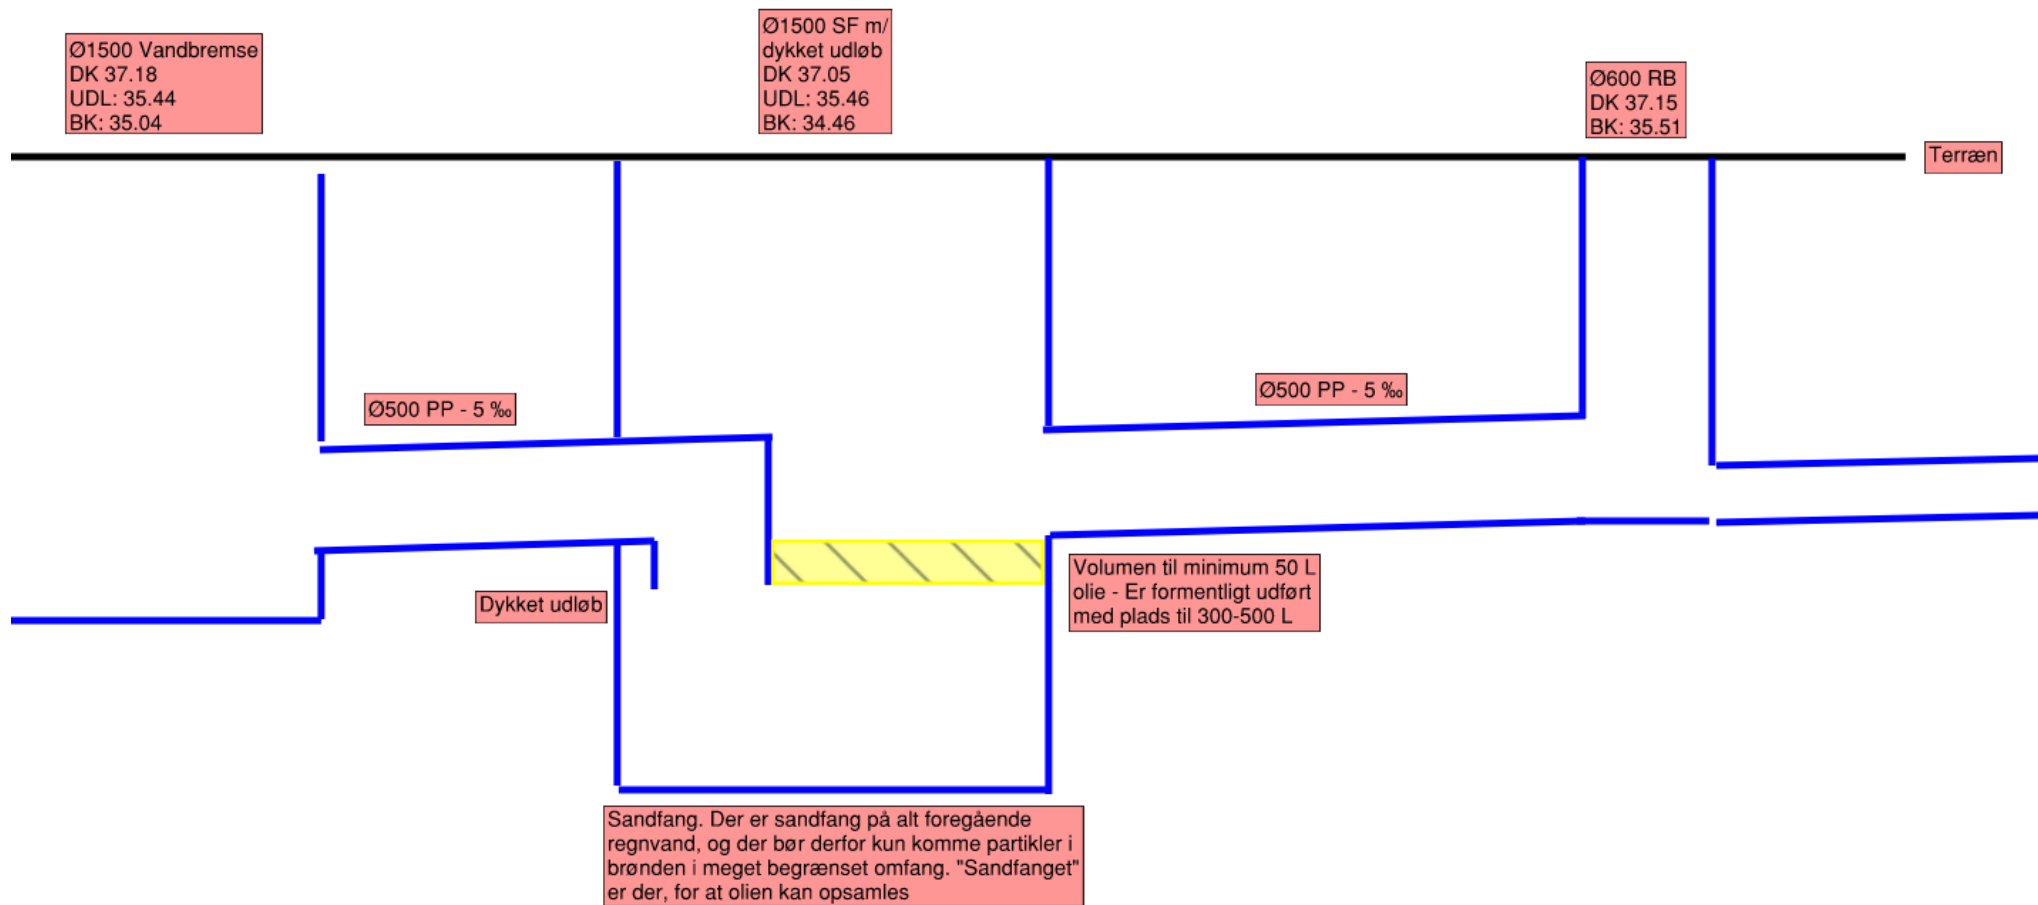 Ø1500 Vandbremse
DK 37.18
UDL: 35.44
BK: 35.04
Ø1500 SF m/
dykket udløb
DK 37.05
UDL: 35.46
BK: 34.46
Ø600 RB
DK 37.15
BK: 35.51
Terræn
Ø500 PP - 5 ‰
Ø500 PP - 5 ‰
Dykket udløb
Volumen til minimum 50 L
olie - Er formentligt udført
med plads til 300-500 L
Sandfang. Der er sandfang på alt foregående
regnvand, og der bør derfor kun komme partikler i
brønden i meget begrænset omfang. "Sandfanget"
er der, for at olien kan opsamles